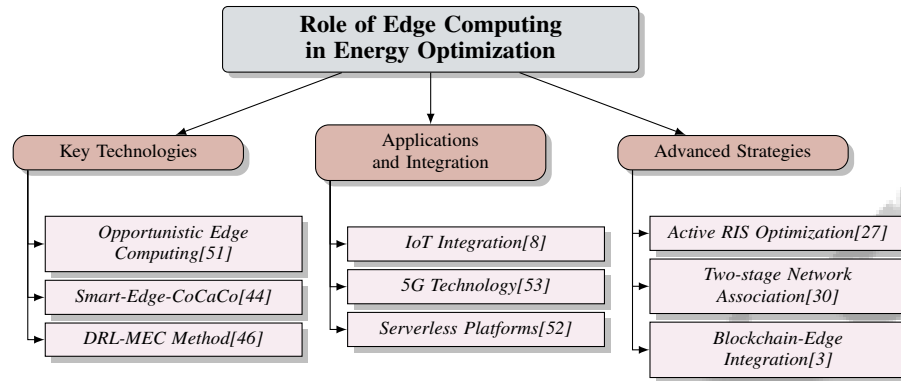 Role of Edge Computing
in Energy Optimization
Key Technologies
Applications
and Integration
Advanced Strategies
Opportunistic Edge
Computing[51]
Smart-Edge-CoCaCo[44]
DRL-MEC Method[46]
IoT Integration[8]
5G Technology[53]
Serverless Platforms[52]
Active RIS Optimization[27]
Two-stage Network
Association[30]
Blockchain-Edge
Integration[3]